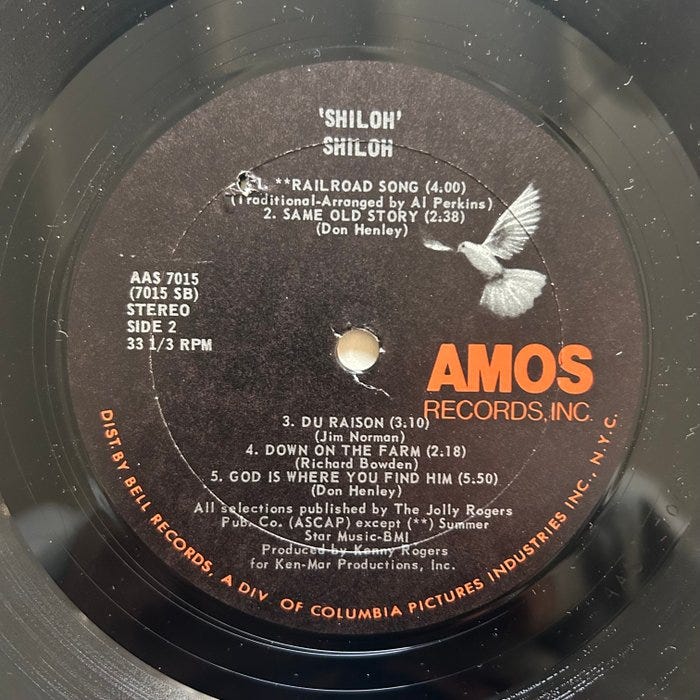 'SHILOH'
SHILOH
1. **RAILROAD SONG (4:00)
(Traditional-Arranged by Al Perkins)
2. SAME OLD STORY (2:38)
(Don Henley)
AAS 7015
(7015 SB)
STEREO
SIDE 2
33 1/3 RPM
AMOS
RECORDS, INC.
3. DU RAISON (3.10)
(Jim Norman)
4. DOWN ON THE FARM (2.18)
(Richard Bowden)
5. GOD IS WHERE YOU FIND HIM (5.50)
(Don Henley)
All selections published by The Jolly Rogers
Pub. Co. (ASCAP) except (**) Summer
Star Music-BMI
Produced by Kenny Rogers
for Ken-Mar Productions, Inc.
DIST. BY BELL RECORDS, A DIV. OF COLUMBIA PICTURES INDUSTRIES INC., N.Y.C.